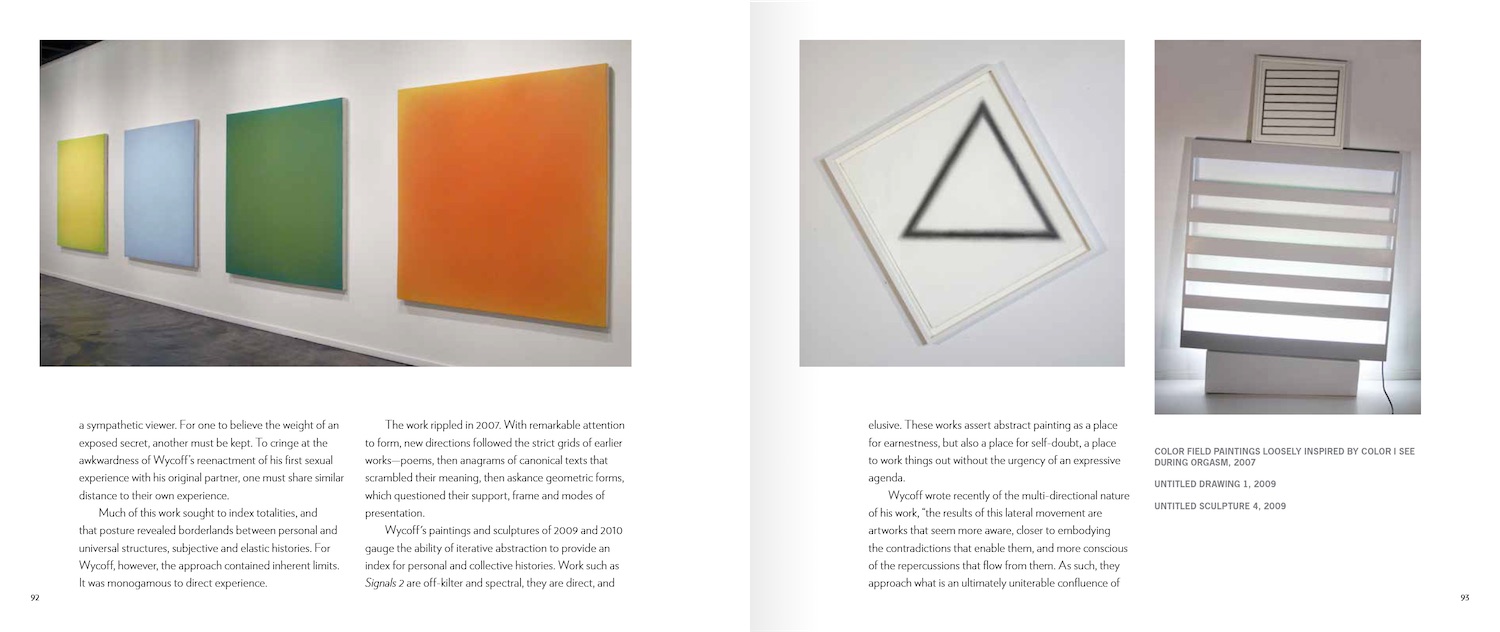 a sympathetic viewer. For one to believe the weight of an
exposed secret, another must be kept. To cringe at the
awkwardness of Wycoff's reenactment of his first sexual
experience with his original partner, one must share similar
distance to their own experience.
Much of this work sought to index totalities, and
that posture revealed borderlands between personal and
universal structures, subjective and elastic histories. For
Wycoff, however, the approach contained inherent limits.
It was monogamous to direct experience.
The work rippled in 2007. With remarkable attention
to form, new directions followed the strict grids of earlier
works—poems, then anagrams of canonical texts that
scrambled their meaning, then askance geometric forms,
which questioned their support, frame and modes of
presentation.
Wycoff's paintings and sculptures of 2009 and 2010
gauge the ability of iterative abstraction to provide an
index for personal and collective histories. Work such as
Signals 2 are off-kilter and spectral, they are direct, and
92
elusive. These works assert abstract painting as a place
for earnestness, but also a place for self-doubt, a place
to work things out without the urgency of an expressive
agenda.
Wycoff wrote recently of the multi-directional nature
of his work, "the results of this lateral movement are
artworks that seem more aware, closer to embodying
the contradictions that enable them, and more conscious
of the repercussions that flow from them. As such, they
approach what is an ultimately uniterable confluence of
COLOR FIELD PAINTINGS LOOSELY INSPIRED BY COLOR I SEE
DURING ORGASM, 2007
UNTITLED DRAWING 1, 2009
UNTITLED SCULPTURE 4, 2009
93